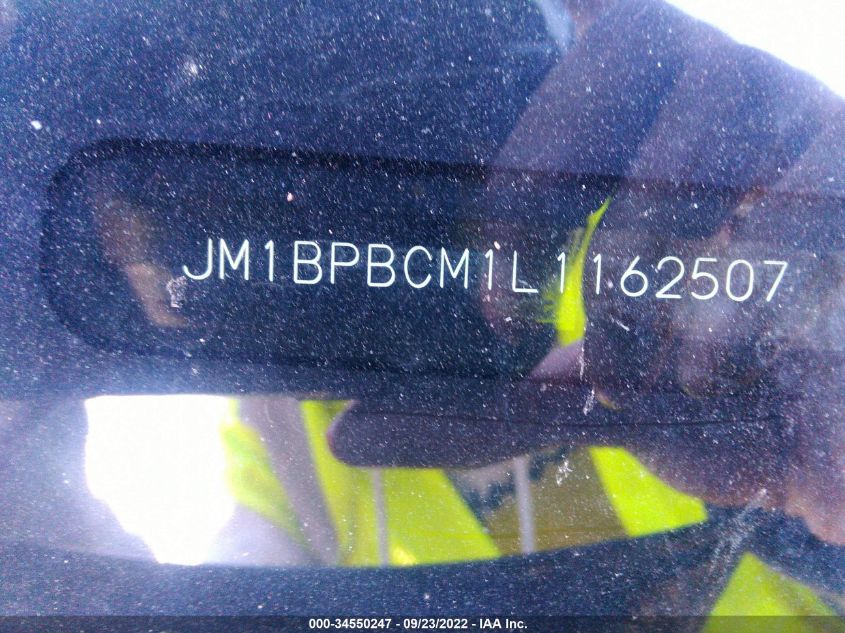 JM1BPBCM1L1162507
000-34550247 - 09/23/2022 - IAA Inc.